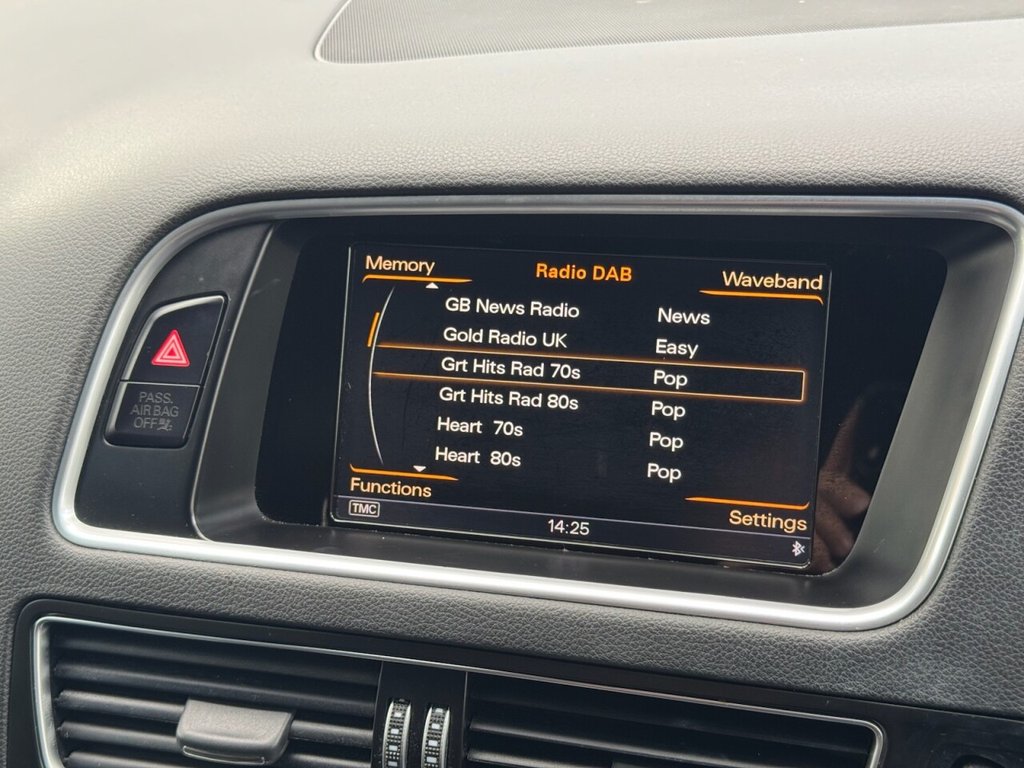 Memory Radio DAB Waveband
GB News Radio News
Gold Radio UK Easy
Grt Hits Rad 70s Pop
Grt Hits Rad 80s Pop
Heart 70s Pop
Heart 80s Pop
Functions Settings
TMC 14:25
PASS.
AIR BAG
OFF